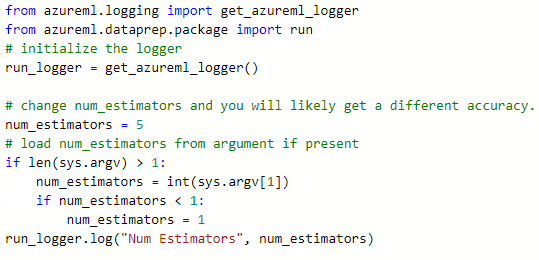 from azureml.logging import get_azureml_logger
from azureml.dataprep.package import run
# initialize the logger
run_logger = get_azureml_logger()

# change num_estimators and you will likely get a different accuracy.
num_estimators = 5
# load num_estimators from argument if present
if len(sys.argv) > 1:
    num_estimators = int(sys.argv[1])
    if num_estimators < 1:
        num_estimators = 1
run_logger.log("Num Estimators", num_estimators)